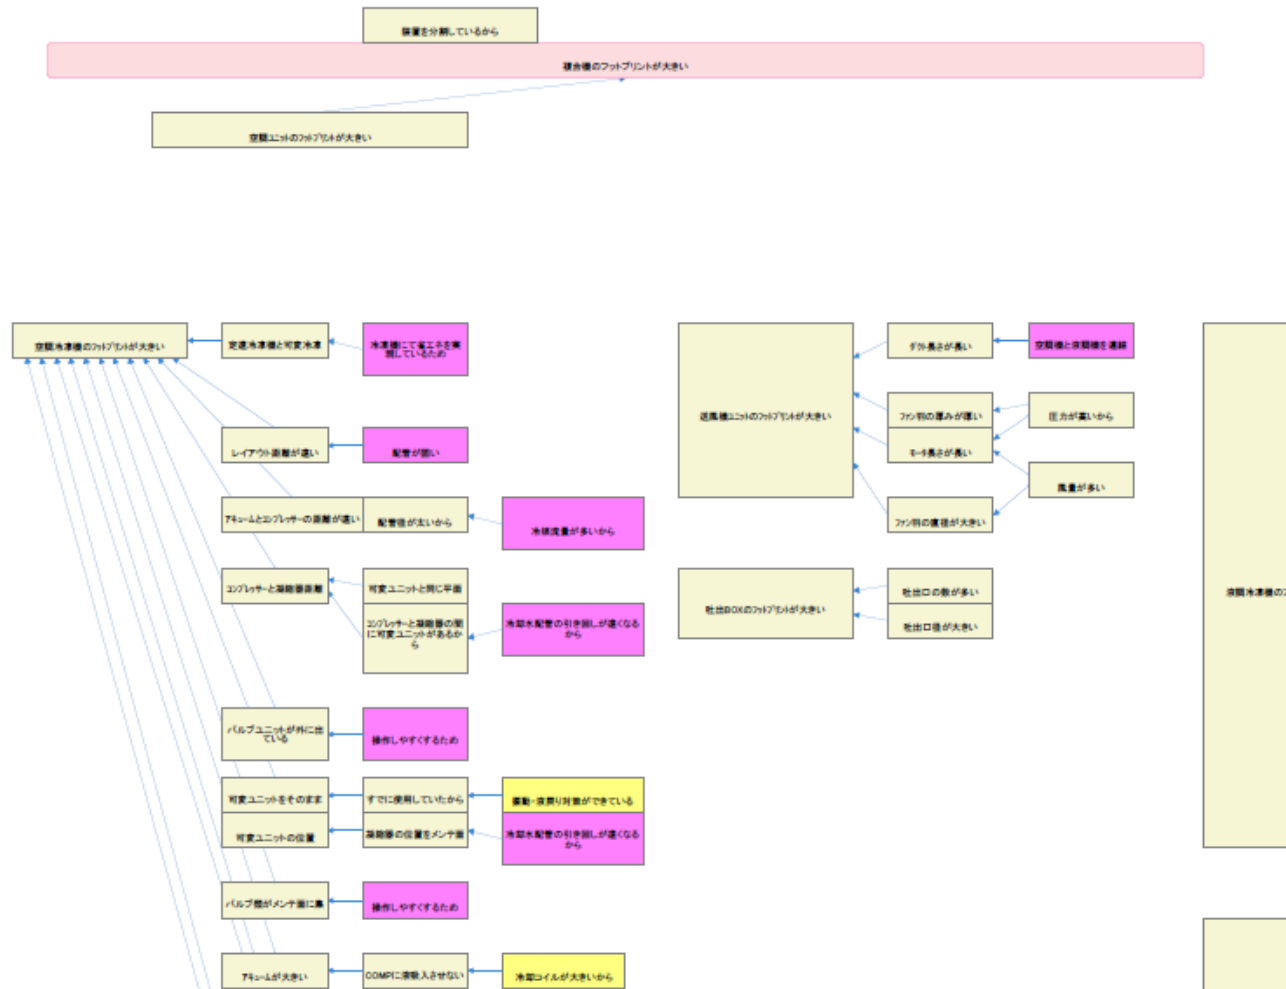 装置を分割しているから
複合機のフットプリントが大きい
空調ユニットのフットプリントが大きい
空調冷凍機のフットプリントが大きい
定速冷凍機と可変冷凍
冷凍機にて省エネを実
現しているため
レイアウト距離が遠い
配管が固い
アキュームとコンプレッサーの距離が遠い
配管径が太いから
冷媒流量が多いから
コンプレッサーと凝縮器距離
可変ユニットと同じ平面
コンプレッサーと凝縮器の間
に可変ユニットがあるか
ら
冷却水配管の引き回しが遠くなる
から
バルブユニットが外に出
ている
操作しやすくするため
可変ユニットをそのまま
すでに使用していたから
振動・液戻り対策ができている
可変ユニットの位置
凝縮器の位置をメンテ面
冷却水配管の引き回しが遠くなる
から
バルブ類がメンテ面に集
操作しやすくするため
アキュームが大きい
COMPに液吸入させない
冷却コイルが大きいから
送風機ユニットのフットプリントが大きい
ダクト長さが長い
空調機と液調機を連結
ファン羽の厚みが厚い
圧力が高いから
モータ長さが長い
風量が多い
ファン羽の直径が大きい
吐出BOXのフットプリントが大きい
吐出口の数が多い
吐出口径が大きい
液調冷凍機の